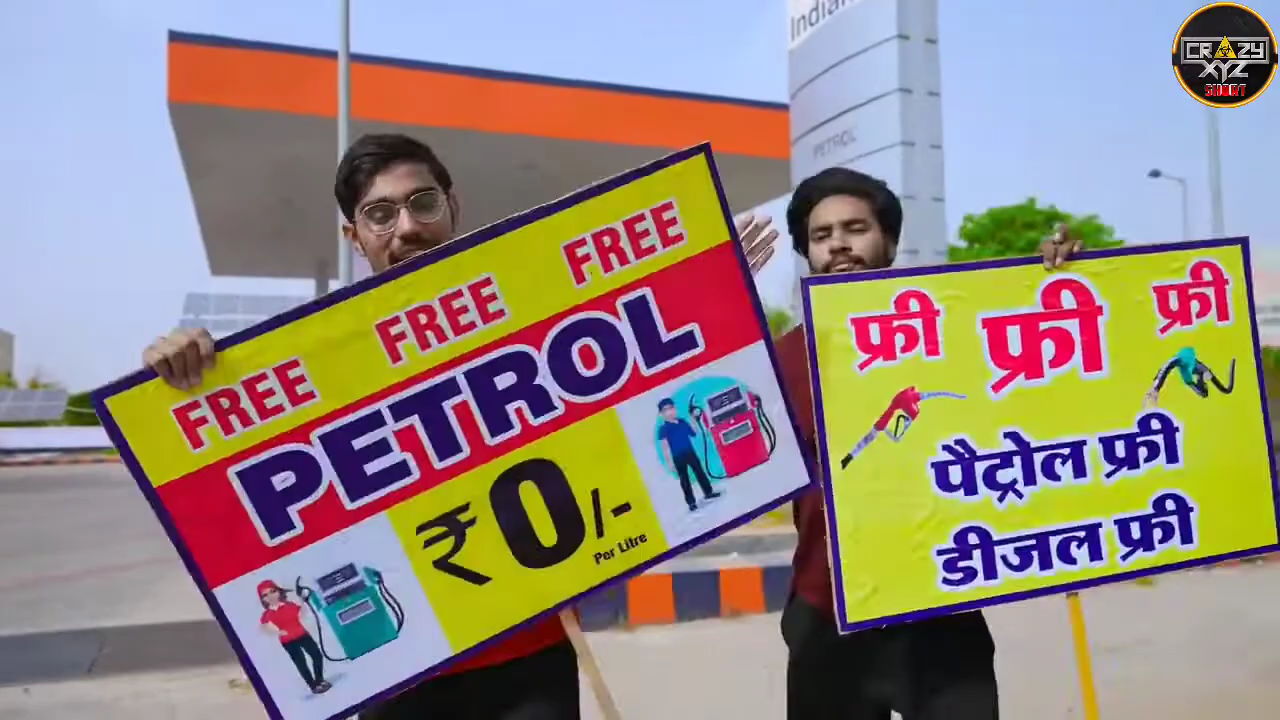 Indian
PETROL
CRAZY
XYZ
SHORT
FREE FREE FREE
PETROL
₹0/-
Per Litre
फ्री फ्री फ्री
पैट्रोल फ्री
डीजल फ्री